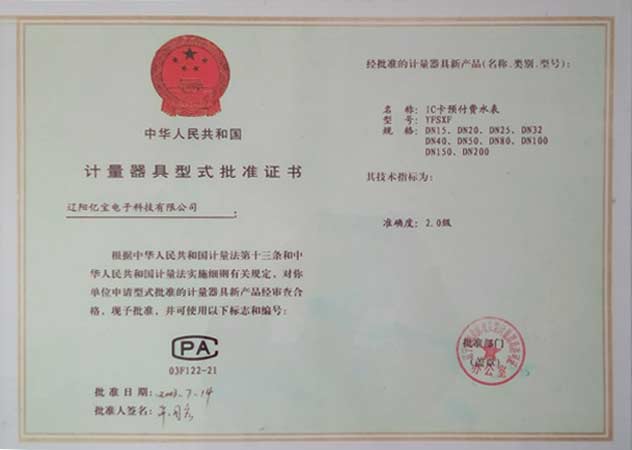 中华人民共和国
计量器具型式批准证书
辽阳亿宝电子科技有限公司：
根据中华人民共和国计量法第十三条和中
华人民共和国计量法实施细则有关规定，对你
单位申请型式批准的计量器具新产品经审查合
格，现予批准，并可使用以下标志和编号：
CPA
03F122-21
批准日期：2003.7.14
批准人签名：
经批准的计量器具新产品(名称、类别、型号)：
名 称：IC卡预付费水表
型 号：YFSXF
规 格：DN15、DN20、DN25、DN32
DN40、DN50、DN80、DN100
DN150、DN200
其技术指标为：
准确度：2.0级
批准部门
(盖章)
办公室